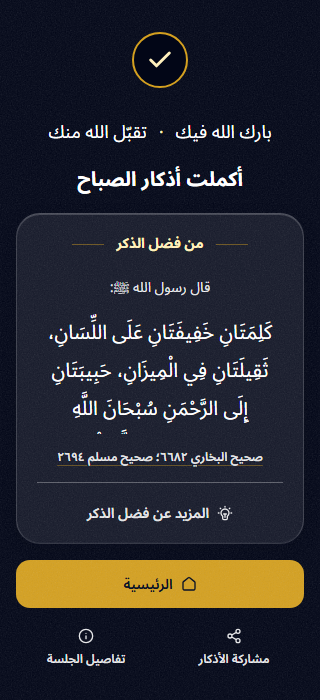 بارك الله فيك · تقبّل الله منك
أكملت أذكار الصباح
من فضل الذكر
قال رسول الله ﷺ:
كَلِمَتَانِ خَفِيفَتَانِ عَلَى اللِّسَانِ،
ثَقِيلَتَانِ فِي الْمِيزَانِ، حَبِيبَتَانِ
إِلَى الرَّحْمَنِ سُبْحَانَ اللَّهِ
صحيح البخاري ٦٦٨٢؛ صحيح مسلم ٢٦٩٤
المزيد عن فضل الذكر
الرئيسية
مشاركة الأذكار
تفاصيل الجلسة